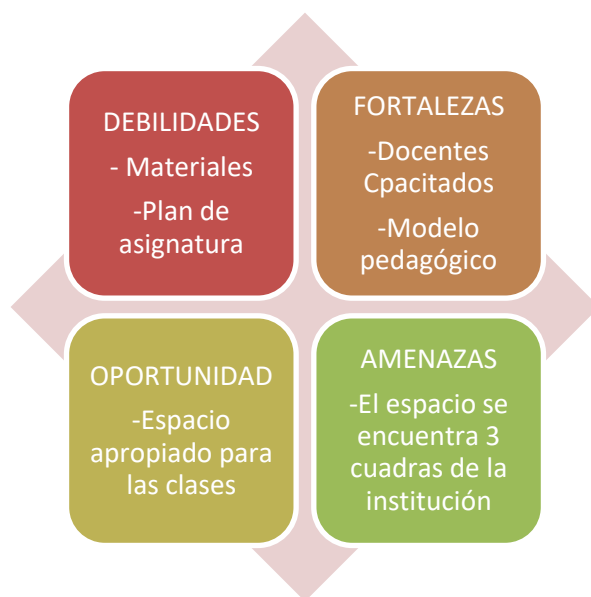 DEBILIDADES
- Materiales
-Plan de
asignatura
FORTALEZAS
-Docentes
Cpacitados
-Modelo
pedagógico
OPORTUNIDAD
-Espacio
apropiado para
las clases
AMENAZAS
-El espacio se
encuentra 3
cuadras de la
institución